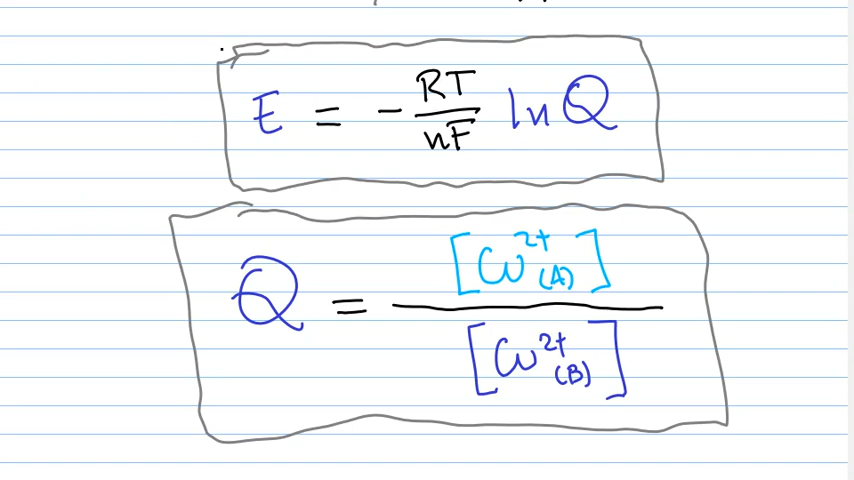 E = - RT/nF ln Q
Q = [Cu²⁺(A)] / [Cu²⁺(B)]